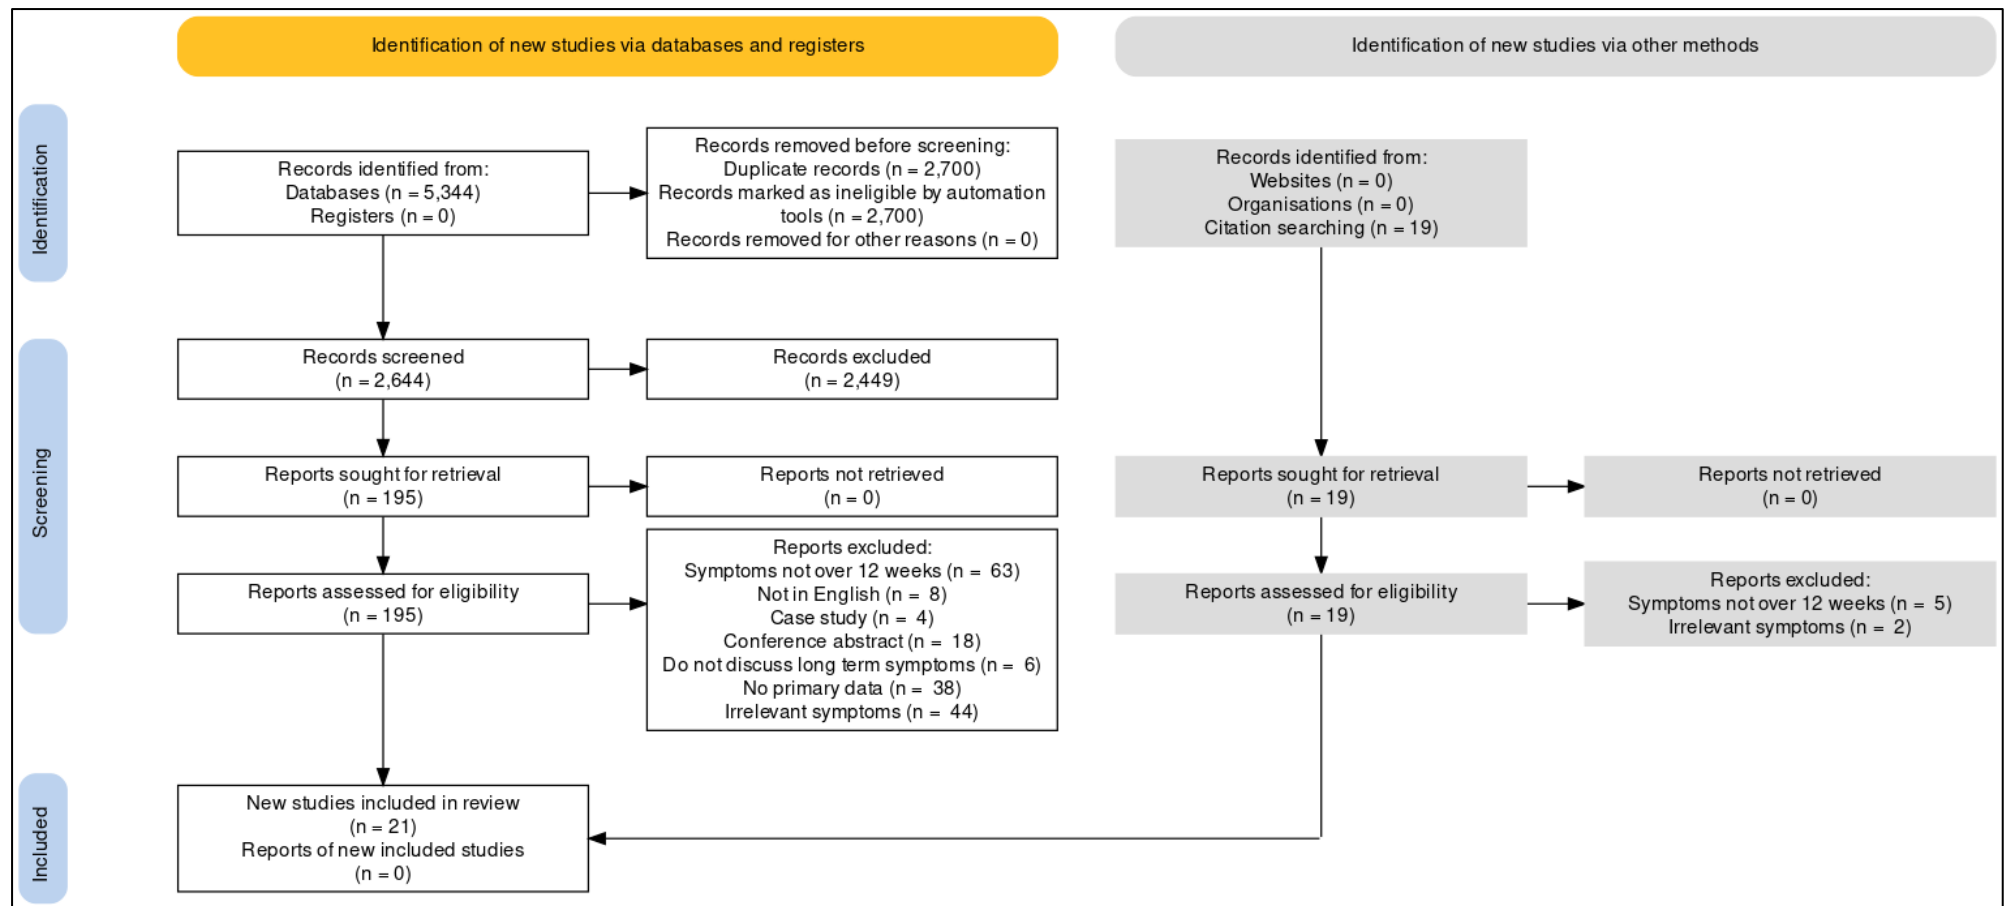 Identification of new studies via databases and registers
Identification of new studies via other methods
Identification
Records identified from:
Databases (n = 5,344)
Registers (n = 0)
Records removed before screening:
Duplicate records (n = 2,700)
Records marked as ineligible by automation
tools (n = 2,700)
Records removed for other reasons (n = 0)
Records identified from:
Websites (n = 0)
Organisations (n = 0)
Citation searching (n = 19)
Screening
Records screened
(n = 2,644)
Records excluded
(n = 2,449)
Reports sought for retrieval
(n = 195)
Reports not retrieved
(n = 0)
Reports sought for retrieval
(n = 19)
Reports not retrieved
(n = 0)
Reports assessed for eligibility
(n = 195)
Reports excluded:
Symptoms not over 12 weeks (n = 63)
Not in English (n = 8)
Case study (n = 4)
Conference abstract (n = 18)
Do not discuss long term symptoms (n = 6)
No primary data (n = 38)
Irrelevant symptoms (n = 44)
Reports assessed for eligibility
(n = 19)
Reports excluded:
Symptoms not over 12 weeks (n = 5)
Irrelevant symptoms (n = 2)
Included
New studies included in review
(n = 21)
Reports of new included studies
(n = 0)